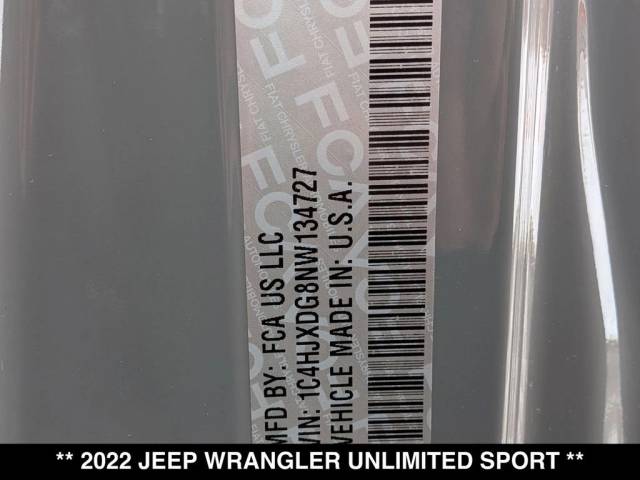 MFD BY: FCA US LLC
VIN: 1C4HJXDG8NW134727
VEHICLE MADE IN: U.S.A.
** 2022 JEEP WRANGLER UNLIMITED SPORT **